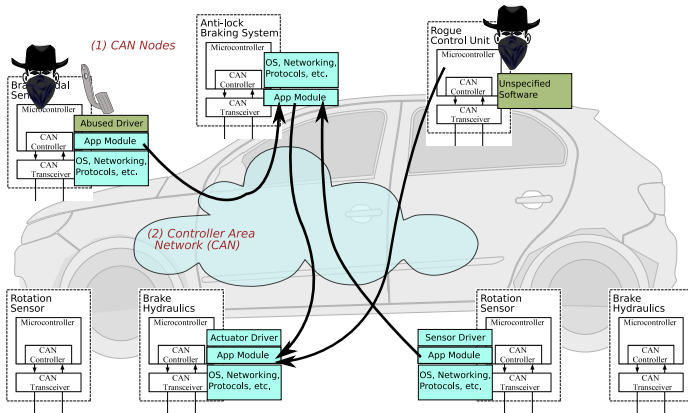 (1) CAN Nodes
Anti-lock
Braking System
Microcontroller
CAN
Controller
CAN
Transceiver
OS, Networking,
Protocols, etc.
App Module
Rogue
Control Unit
Microcontroller
CAN
Controller
CAN
Transceiver
Unspecified
Software
Sensor
Microcontroller
CAN
Controller
CAN
Transceiver
Abused Driver
App Module
OS, Networking,
Protocols, etc.
(2) Controller Area
Network (CAN)
Rotation
Sensor
Microcontroller
CAN
Controller
CAN
Transceiver
Brake
Hydraulics
Microcontroller
CAN
Controller
CAN
Transceiver
Actuator Driver
App Module
OS, Networking,
Protocols, etc.
Sensor Driver
App Module
OS, Networking,
Protocols, etc.
Rotation
Sensor
Microcontroller
CAN
Controller
CAN
Transceiver
Brake
Hydraulics
Microcontroller
CAN
Controller
CAN
Transceiver